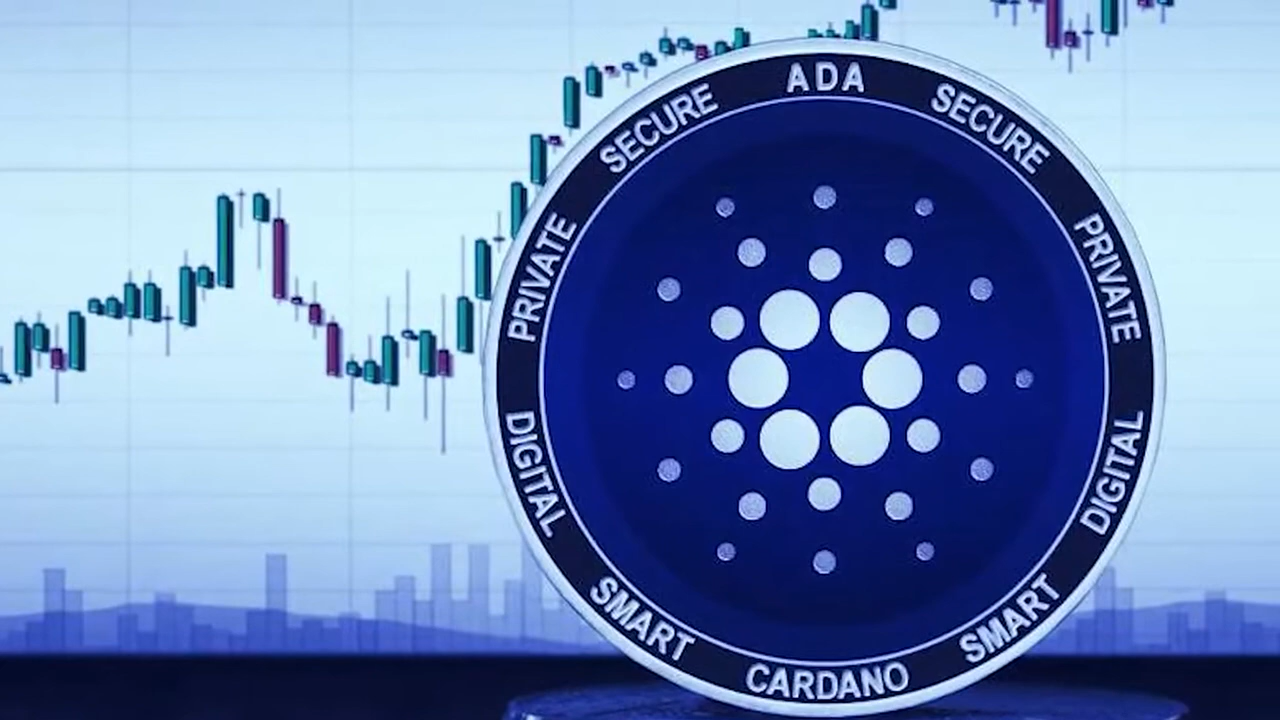 ADA
SECURE
PRIVATE
DIGITAL
SMART
CARDANO
SMART
DIGITAL
PRIVATE
SECURE